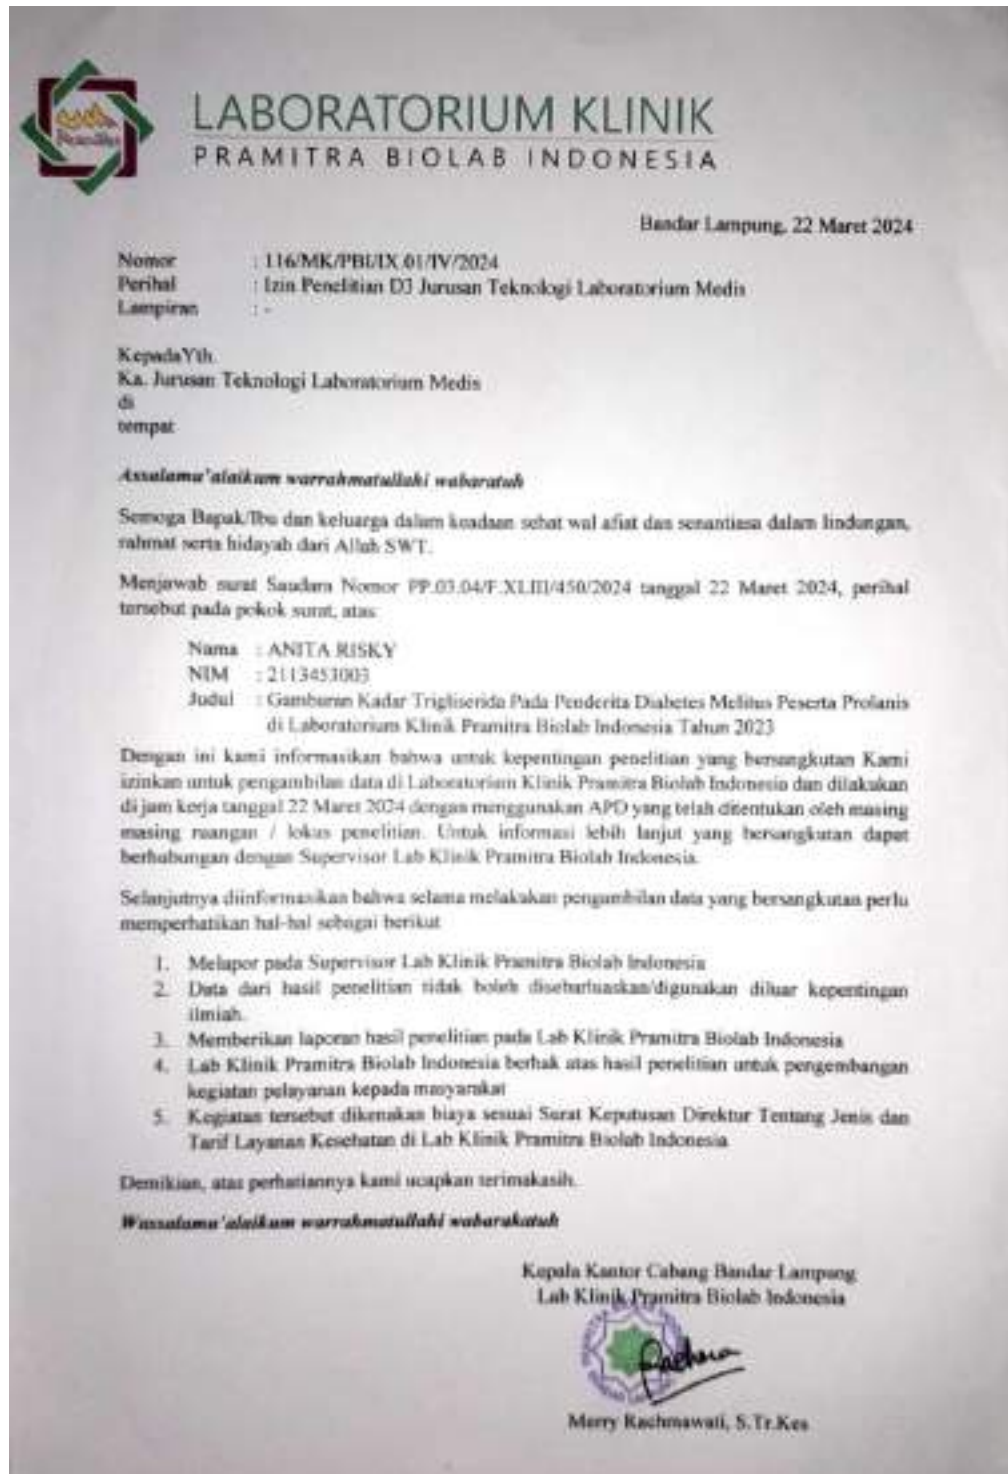 LABORATORIUM KLINIK
PRAMITRA BIOLAB INDONESIA
Bandar Lampung, 22 Maret 2024
Nomor : 116/MK/PBI/IX.01/IV/2024
Perihal : Izin Penelitian D3 Jurusan Teknologi Laboratorium Medis
Lampiran : -
KepadaYth.
Ka. Jurusan Teknologi Laboratorium Medis
di
tempat
Assalamu'alaikum warrahmatullahi wabaratuh
Semoga Bapak/Ibu dan keluarga dalam keadaan sehat wal afiat dan senantiasa dalam lindungan,
rahmat serta hidayah dari Allah SWT.
Menjawab surat Saudara Nomor PP.03.04/F.XLIII/450/2024 tanggal 22 Maret 2024, perihal
tersebut pada pokok surat, atas
Nama : ANITA RISKY
NIM : 2113453003
Judul : Gambaran Kadar Trigliserida Pada Penderita Diabetes Melitus Peserta Prolanis
di Laboratorium Klinik Pramitra Biolab Indonesia Tahun 2023
Dengan ini kami informasikan bahwa untuk kepentingan penelitian yang bersangkutan Kami
izinkan untuk pengambilan data di Laboratorium Klinik Pramitra Biolab Indonesia dan dilakukan
di jam kerja tanggal 22 Maret 2024 dengan menggunakan APD yang telah ditentukan oleh masing
masing ruangan / lokus penelitian. Untuk informasi lebih lanjut yang bersangkutan dapat
berhubungan dengan Supervisor Lab Klinik Pramitra Biolab Indonesia.
Selanjutnya diinformasikan bahwa selama melakukan pengambilan data yang bersangkutan perlu
memperhatikan hal-hal sebagai berikut
1. Melapor pada Supervisor Lab Klinik Pramitra Biolab Indonesia
2. Data dari hasil penelitian tidak boleh disebarluaskan/digunakan diluar kepentingan
ilmiah.
3. Memberikan laporan hasil penelitian pada Lab Klinik Pramitra Biolab Indonesia
4. Lab Klinik Pramitra Biolab Indonesia berhak atas hasil penelitian untuk pengembangan
kegiatan pelayanan kepada masyarakat
5. Kegiatan tersebut dikenakan biaya sesuai Surat Keputusan Direktur Tentang Jenis dan
Tarif Layanan Kesehatan di Lab Klinik Pramitra Biolab Indonesia
Demikian, atas perhatiannya kami ucapkan terimakasih.
Wassalamu'alaikum warrahmatullahi wabarakatuh
Kepala Kantor Cabang Bandar Lampung
Lab Klinik Pramitra Biolab Indonesia
Merry Rachmawati, S.Tr.Kes